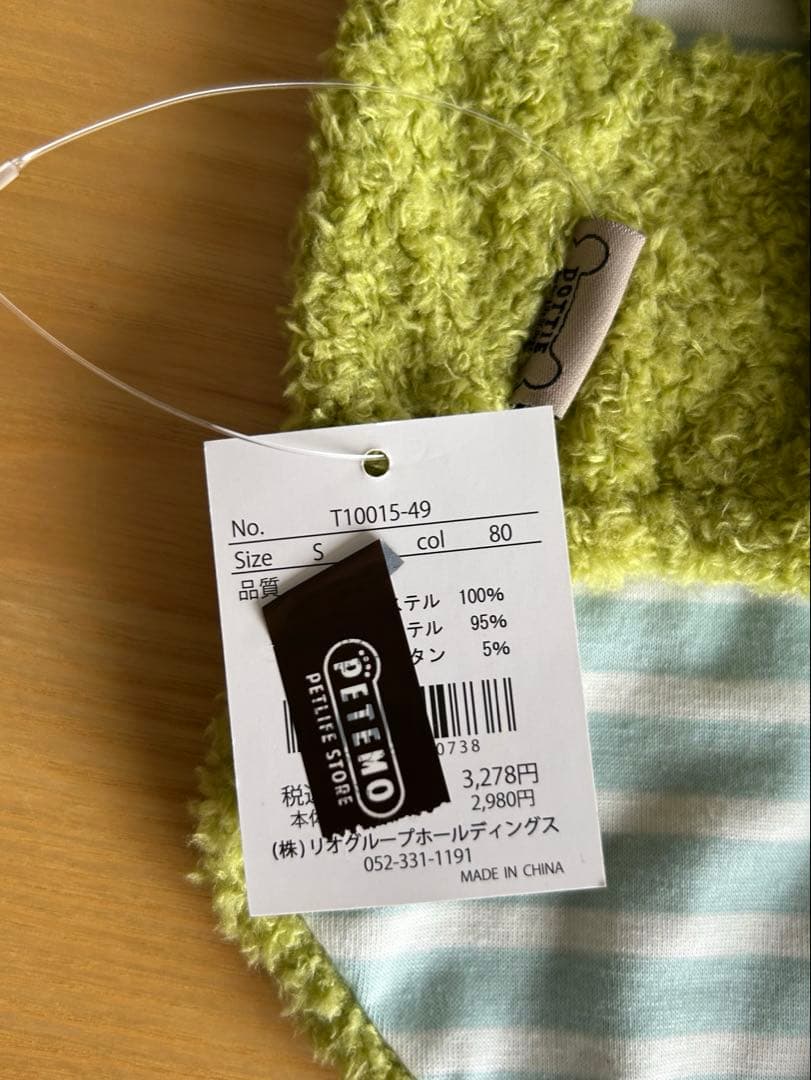 DOTTIE
No. T10015-49
Size S col 80
品質
ステル 100%
テル 95%
タン 5%
PETEMO
PETLIFE STORE
0738
税込 3,278円
本体 2,980円
(株)リオグループホールディングス
052-331-1191
MADE IN CHINA